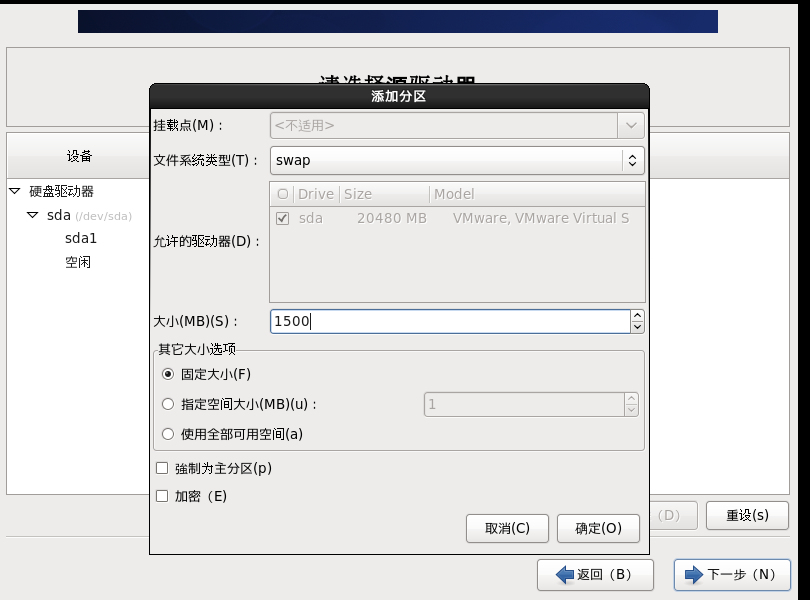 请选择源驱动器
添加分区
挂载点(M)：
<不适用>
文件系统类型(T)：
swap
允许的驱动器(D)：
Drive Size Model
sda 20480 MB VMware, VMware Virtual S
大小(MB)(S)：
1500
其它大小选项
固定大小(F)
指定空间大小(MB)(u)：
1
使用全部可用空间(a)
强制为主分区(p)
加密（E)
取消(C)
确定(O)
设备
硬盘驱动器
sda (/dev/sda)
sda1
空闲
(D)
重设(s)
返回（B）
下一步（N）